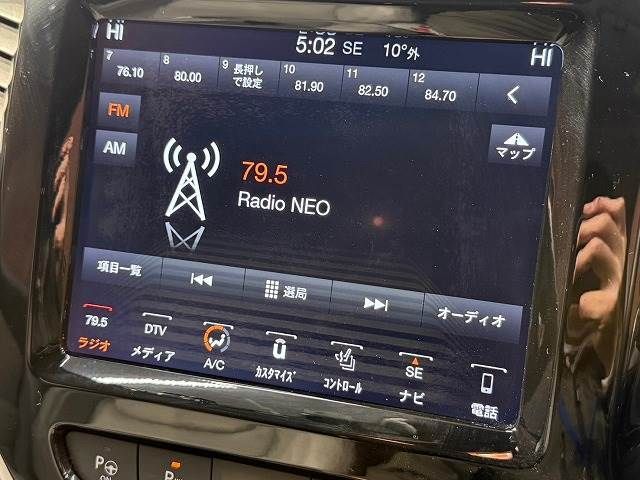 Hi 5:02 SE 10°外 HI
7 76.10
8 80.00
9 長押しで設定
10 81.90
11 82.50
12 84.70
FM
AM
マップ
79.5
Radio NEO
項目一覧
選局
オーディオ
79.5 ラジオ
DTV メディア
A/C
u カスタマイズ
コントロール
SE ナビ
電話
P ON
P